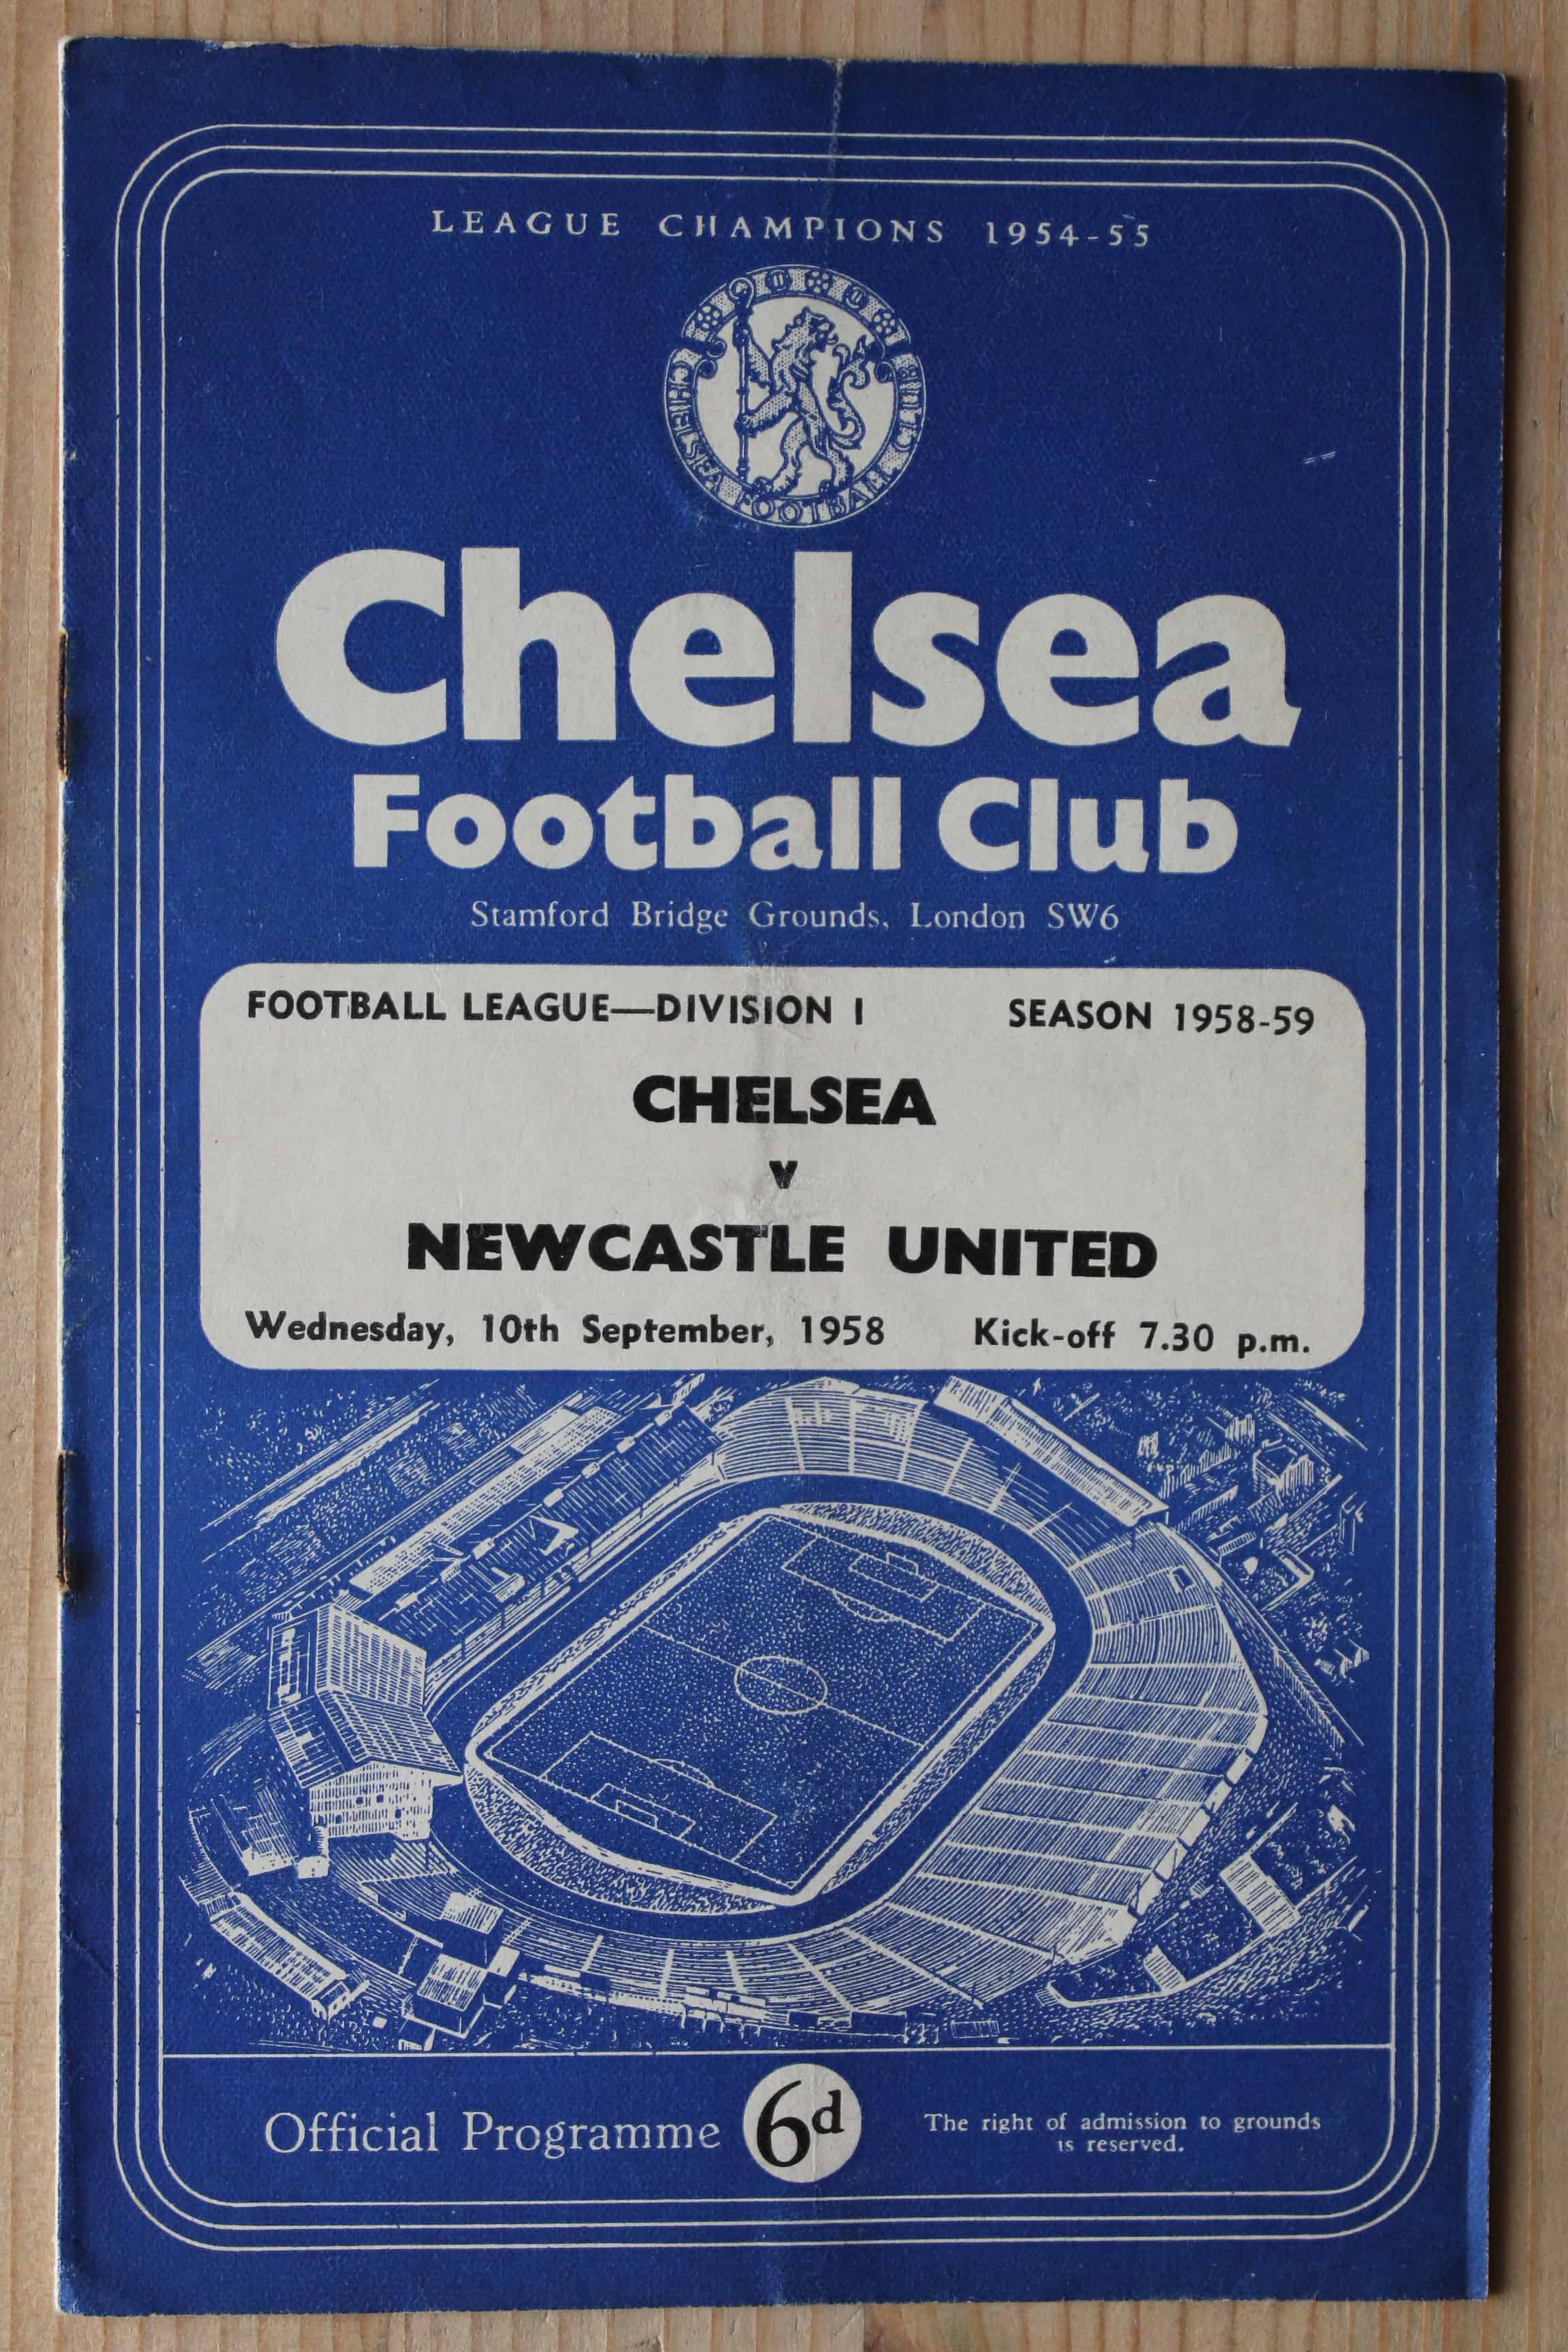 LEAGUE CHAMPIONS 1954-55
CHELSEA FOOTBALL CLUB
Chelsea
Football Club
Stamford Bridge Grounds, London SW6
FOOTBALL LEAGUE—DIVISION I SEASON 1958-59
CHELSEA
v
NEWCASTLE UNITED
Wednesday, 10th September, 1958 Kick-off 7.30 p.m.
Official Programme 6d The right of admission to grounds
is reserved.